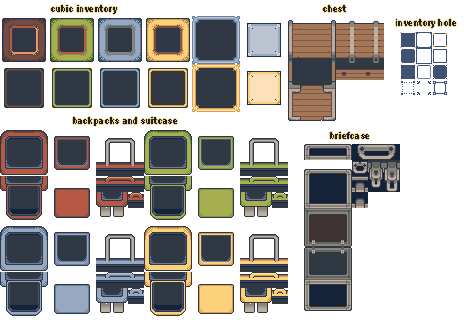 cubic inventory
chest
inventory hole
backpacks and suitcase
briefcase